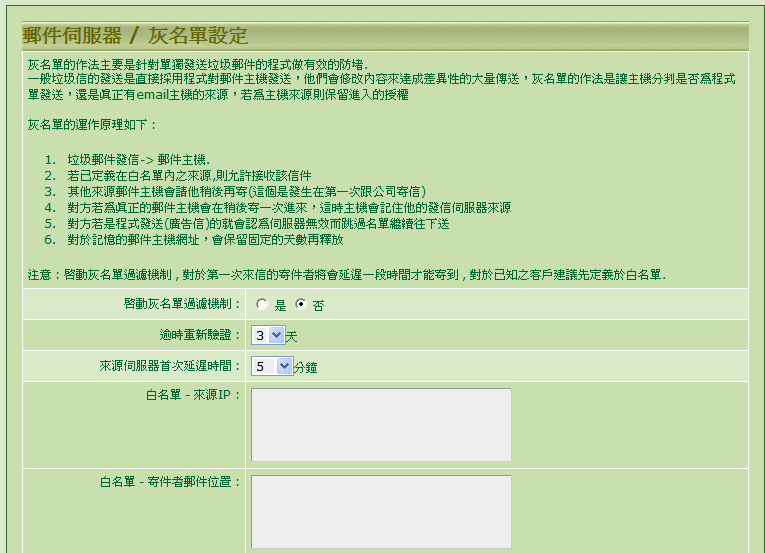 郵件伺服器 / 灰名單設定
灰名單的作法主要是針對單獨發送垃圾郵件的程式做有效的防堵.
一般垃圾信的發送是直接採用程式對郵件主機發送，他們會修改內容來達成差異性的大量傳送，灰名單的作法是讓主機分判是否為程式
單發送，還是真正有email主機的來源，若為主機來源則保留進入的授權
灰名單的運作原理如下：
1. 垃圾郵件發信-> 郵件主機.
2. 若已定義在白名單內之來源,則允許接收該信件
3. 其他來源郵件主機會請他稍後再寄(這個是發生在第一次跟公司寄信)
4. 對方若為真正的郵件主機會在稍後寄一次進來，這時主機會記住他的發信伺服器來源
5. 對方若是程式發送(廣告信)的就會認為伺服器無效而跳過名單繼續往下送
6. 對於記憶的郵件主機網址，會保留固定的天數再釋放
注意：啓動灰名單過濾機制 , 對於第一次來信的寄件者將會延遲一段時間才能寄到 , 對於已知之客戶建議先定義於白名單.
啓動灰名單過濾機制： 是 否
逾時重新驗證： 3 天
來源伺服器首次延遲時間： 5 分鐘
白名單 - 來源IP：
白名單 - 寄件者郵件位置：